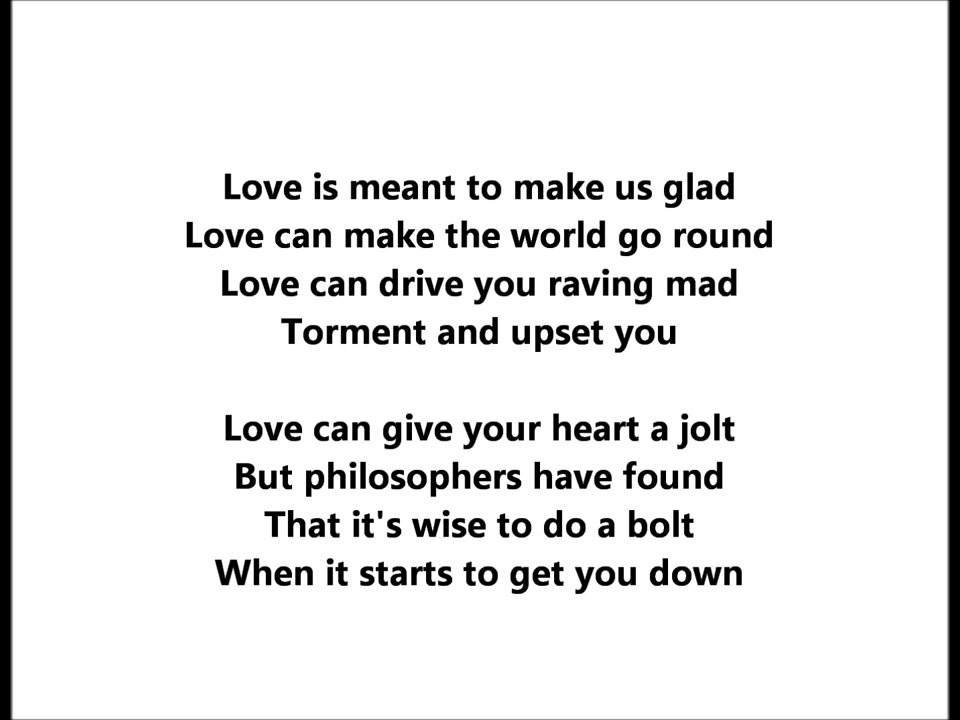 Love is meant to make us glad
Love can make the world go round
Love can drive you raving mad
Torment and upset you
Love can give your heart a jolt
But philosophers have found
That it's wise to do a bolt
When it starts to get you down